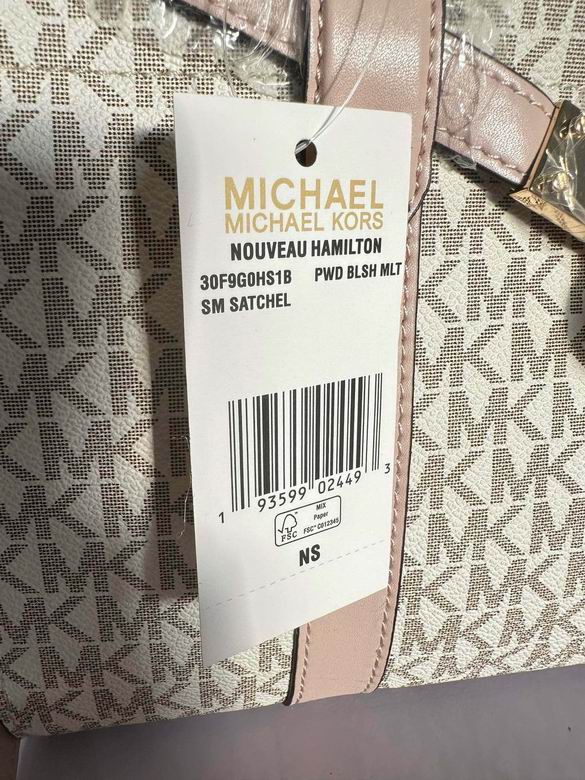 MICHAEL
MICHAEL KORS
NOUVEAU HAMILTON
30F9G0HS1B PWD BLSH MLT
SM SATCHEL
1 93599 02449 3
MIX
Paper
FSC FSC™ C012345
NS